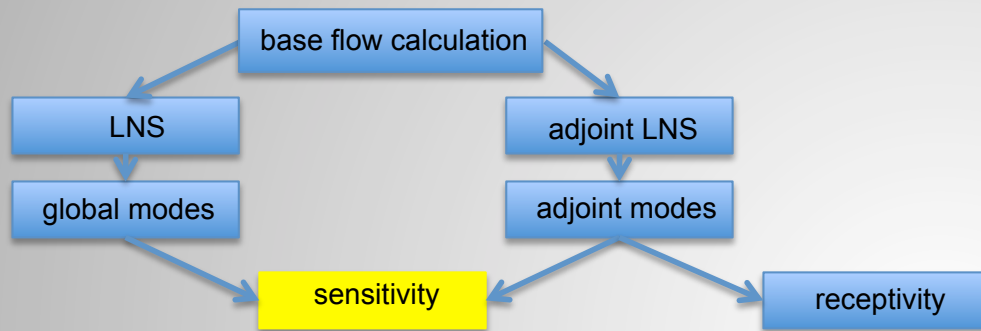 base flow calculation
LNS
adjoint LNS
global modes
adjoint modes
sensitivity
receptivity